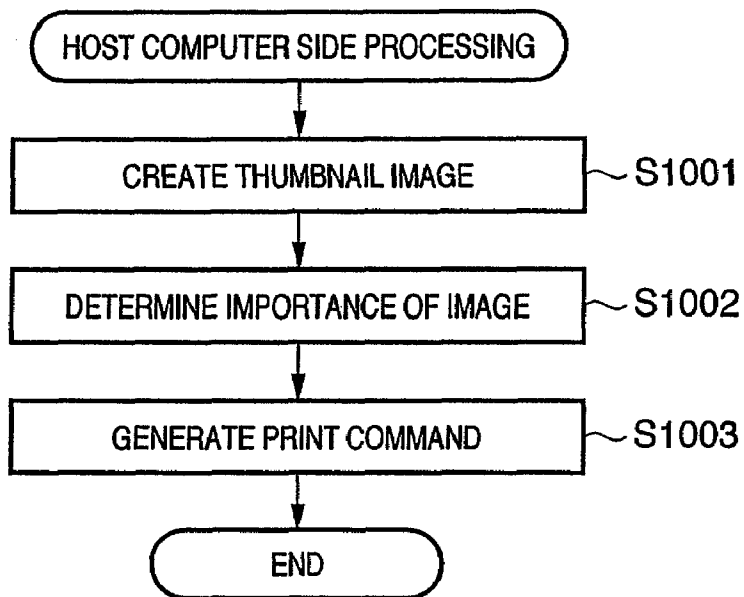 HOST COMPUTER SIDE PROCESSING
CREATE THUMBNAIL IMAGE
S1001
DETERMINE IMPORTANCE OF IMAGE
S1002
GENERATE PRINT COMMAND
S1003
END